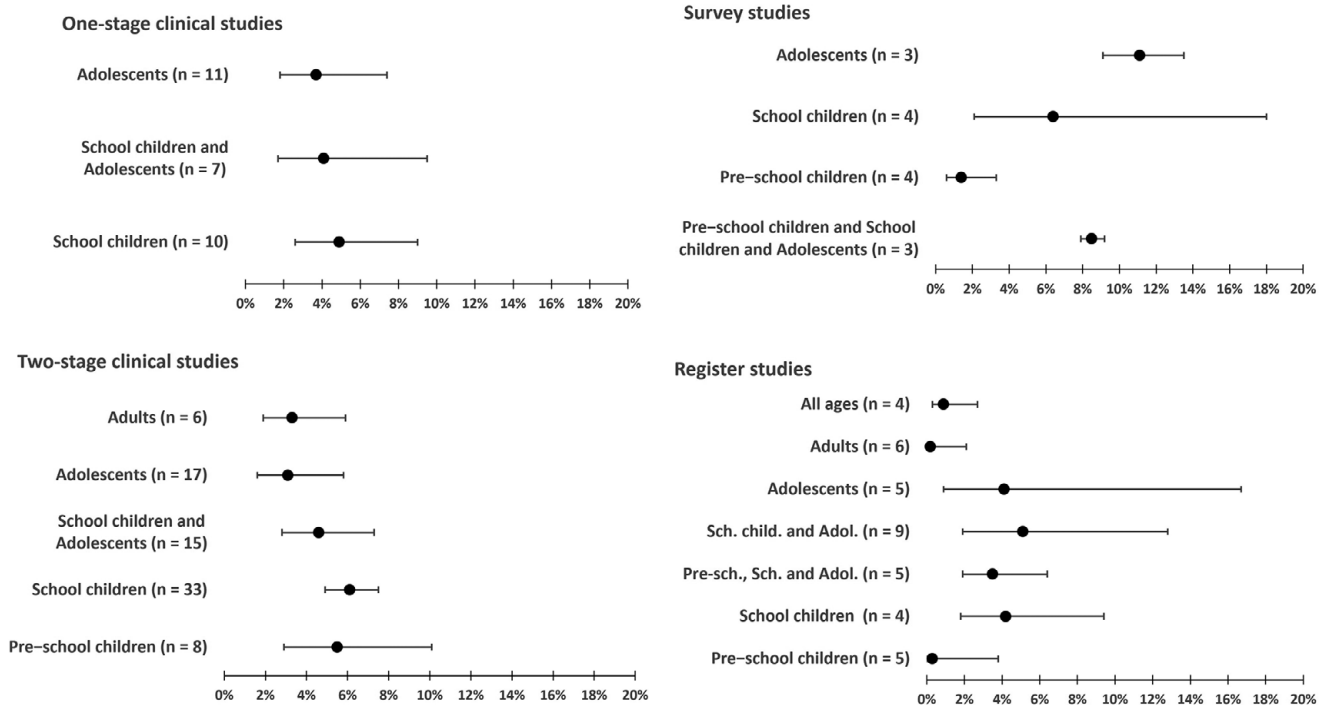 One-stage clinical studies
Adolescents (n = 11)
School children and
Adolescents (n = 7)
School children (n = 10)
0% 2% 4% 6% 8% 10% 12% 14% 16% 18% 20%
Survey studies
Adolescents (n = 3)
School children (n = 4)
Pre−school children (n = 4)
Pre−school children and School
children and Adolescents (n = 3)
0% 2% 4% 6% 8% 10% 12% 14% 16% 18% 20%
Two-stage clinical studies
Adults (n = 6)
Adolescents (n = 17)
School children and
Adolescents (n = 15)
School children (n = 33)
Pre−school children (n = 8)
0% 2% 4% 6% 8% 10% 12% 14% 16% 18% 20%
Register studies
All ages (n = 4)
Adults (n = 6)
Adolescents (n = 5)
Sch. child. and Adol. (n = 9)
Pre-sch., Sch. and Adol. (n = 5)
School children (n = 4)
Pre-school children (n = 5)
0% 2% 4% 6% 8% 10% 12% 14% 16% 18% 20%